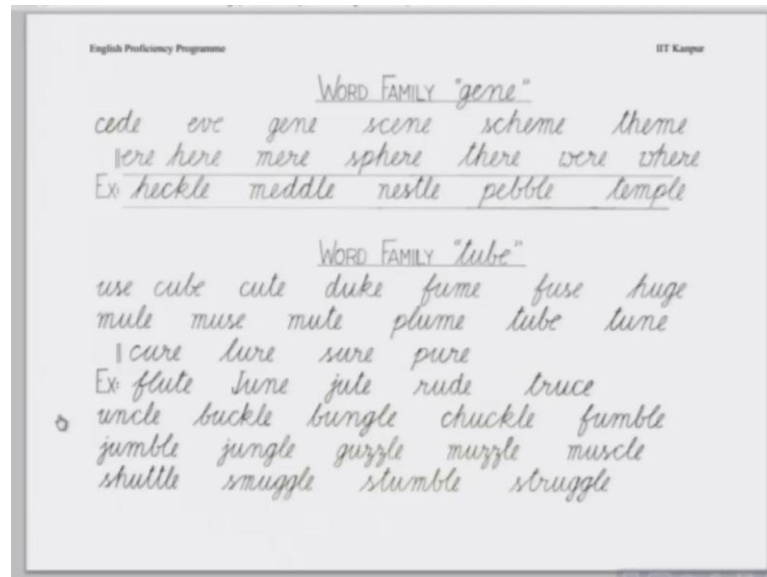 English Proficiency Programme IIT Kanpur
WORD FAMILY "gene"
cede eve gene scene scheme theme
||ere here mere sphere there were where
Ex: heckle meddle nestle pebble temple
WORD FAMILY "tube"
use cube cute duke fume fuse huge
mule muse mute plume tube tune
|| cure lure sure pure
Ex: flute June jute rude truce
uncle buckle bungle chuckle fumble
jumble jungle guzzle muzzle muscle
shuttle smuggle stumble struggle